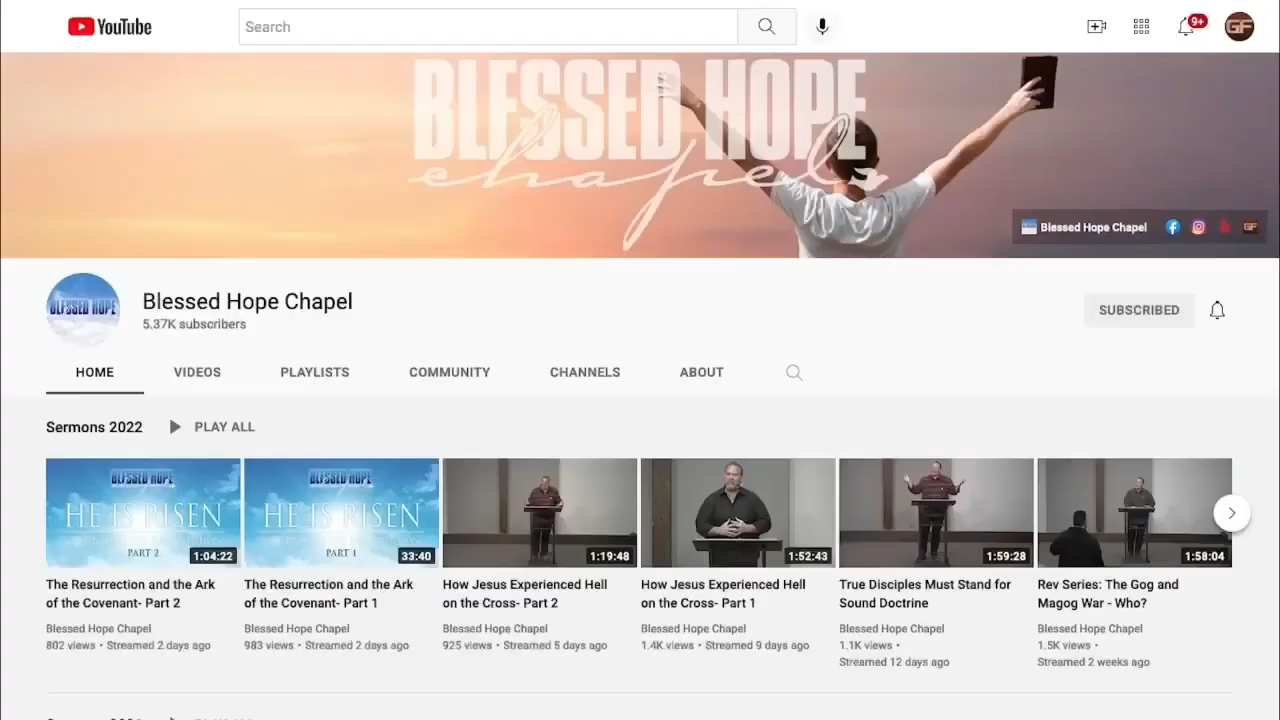 YouTube
Search
9+
GF
BLESSED HOPE
chapel
Blessed Hope Chapel
GF
BLESSED HOPE
Blessed Hope Chapel
5.37K subscribers
SUBSCRIBED
HOME VIDEOS PLAYLISTS COMMUNITY CHANNELS ABOUT
Sermons 2022 PLAY ALL
BLESSED HOPE
HE IS RISEN
PART 2
1:04:22
The Resurrection and the Ark
of the Covenant- Part 2
Blessed Hope Chapel
802 views • Streamed 2 days ago
BLESSED HOPE
HE IS RISEN
PART 1
33:40
The Resurrection and the Ark
of the Covenant- Part 1
Blessed Hope Chapel
983 views • Streamed 2 days ago
1:19:48
How Jesus Experienced Hell
on the Cross- Part 2
Blessed Hope Chapel
925 views • Streamed 5 days ago
1:52:43
How Jesus Experienced Hell
on the Cross- Part 1
Blessed Hope Chapel
1.4K views • Streamed 9 days ago
1:59:28
True Disciples Must Stand for
Sound Doctrine
Blessed Hope Chapel
1.1K views •
Streamed 12 days ago
1:58:04
Rev Series: The Gog and
Magog War - Who?
Blessed Hope Chapel
1.5K views •
Streamed 2 weeks ago